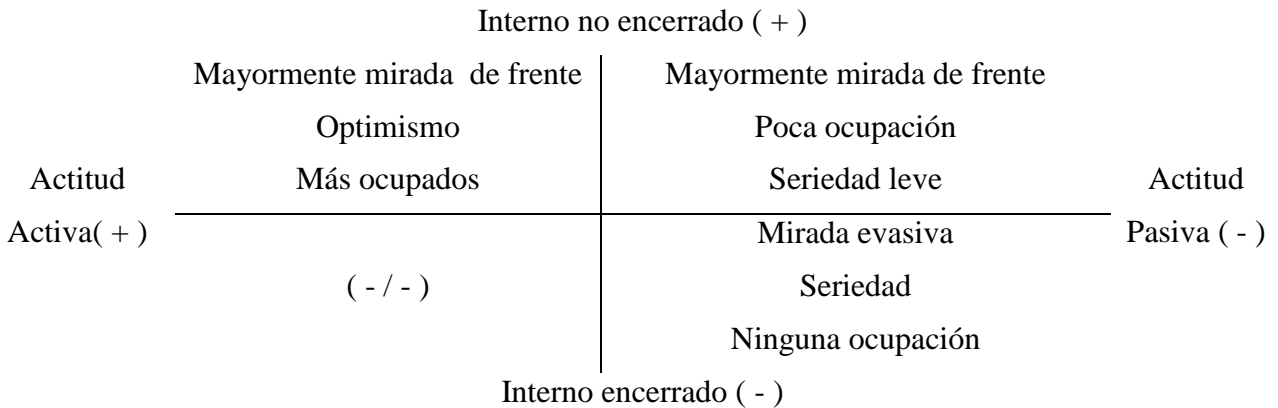 Interno no encerrado ( + )
Mayormente mirada de frente
Mayormente mirada de frente
Optimismo
Poca ocupación
Actitud
Más ocupados
Seriedad leve
Actitud
Activa( + )
Mirada evasiva
Pasiva ( - )
( - / - )
Seriedad
Ninguna ocupación
Interno encerrado ( - )